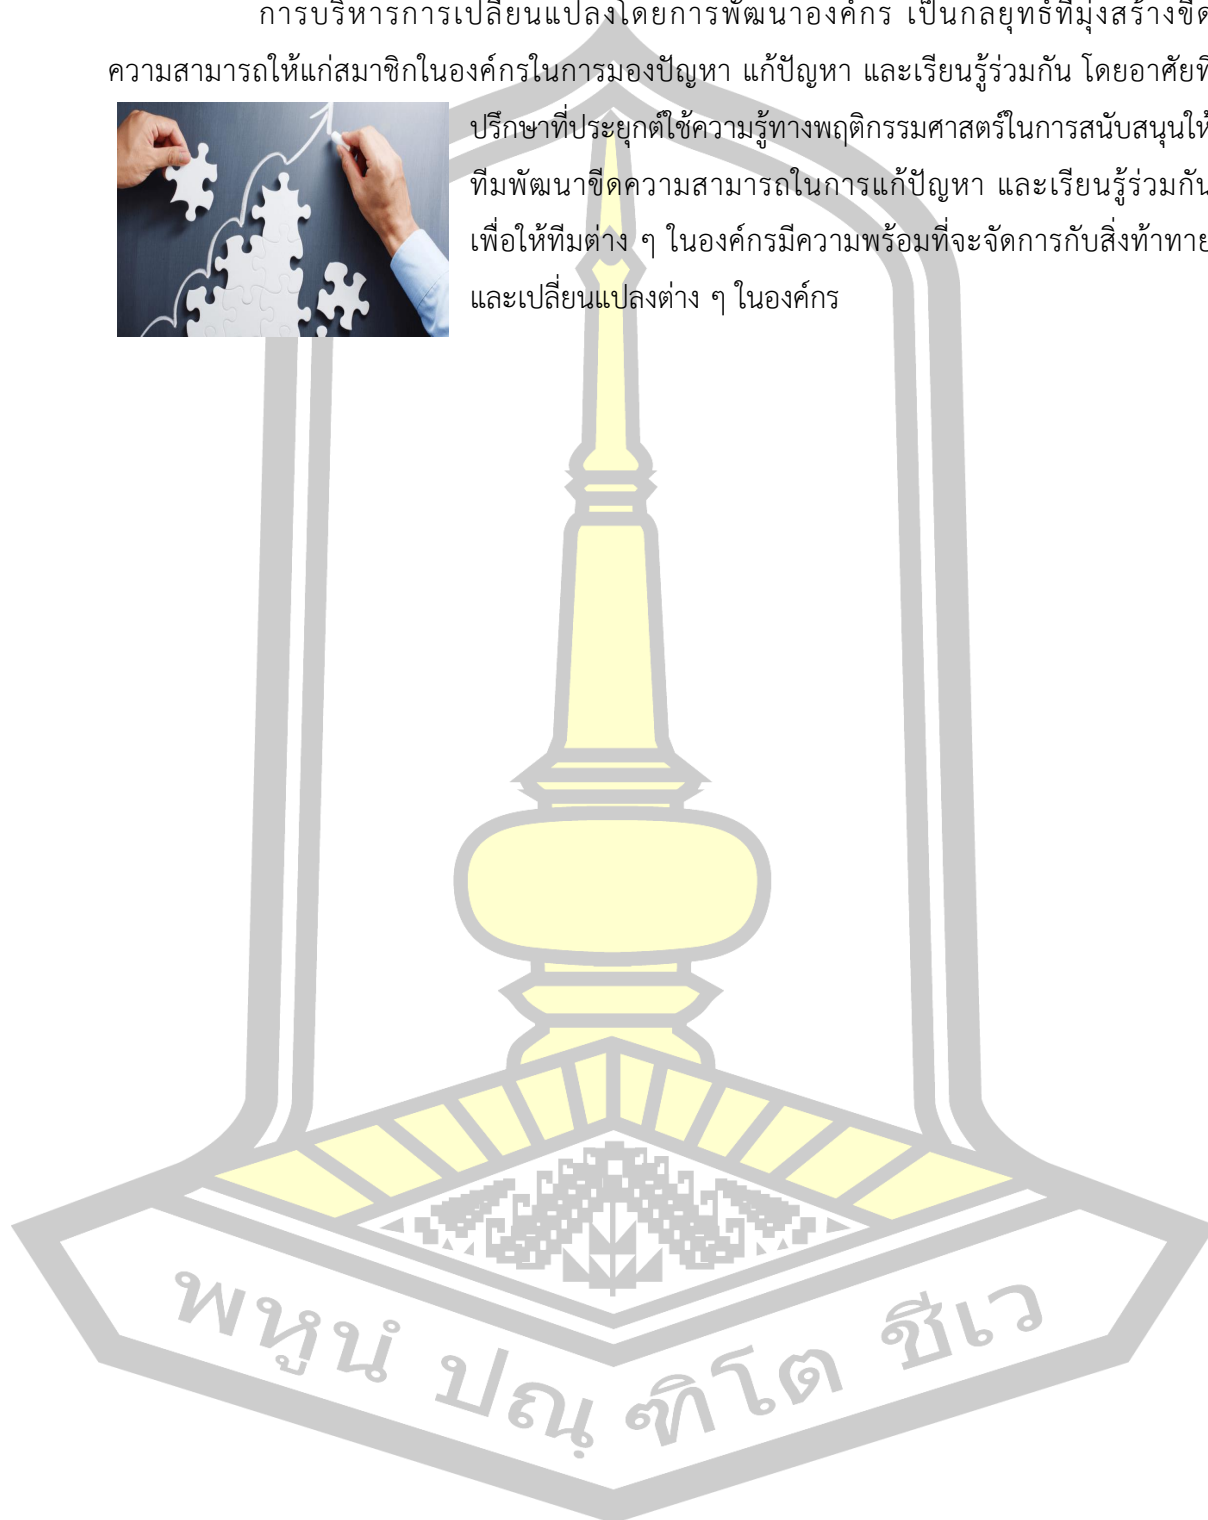 การบริหารการเปลี่ยนแปลงโดยการพัฒนาองค์กร เป็นกลยุทธ์ที่มุ่งสร้างขีด
ความสามารถให้แก่สมาชิกในองค์กรในการมองปัญหา แก้ปัญหา และเรียนรู้ร่วมกัน โดยอาศัยที่
ปรึกษาที่ประยุกต์ใช้ความรู้ทางพฤติกรรมศาสตร์ในการสนับสนุนให้
ทีมพัฒนาขีดความสามารถในการแก้ปัญหา และเรียนรู้ร่วมกัน
เพื่อให้ทีมต่าง ๆ ในองค์กรมีความพร้อมที่จะจัดการกับสิ่งท้าทาย
และเปลี่ยนแปลงต่าง ๆ ในองค์กร
พหูนํ ปณฺ ฑิโต ชีเว